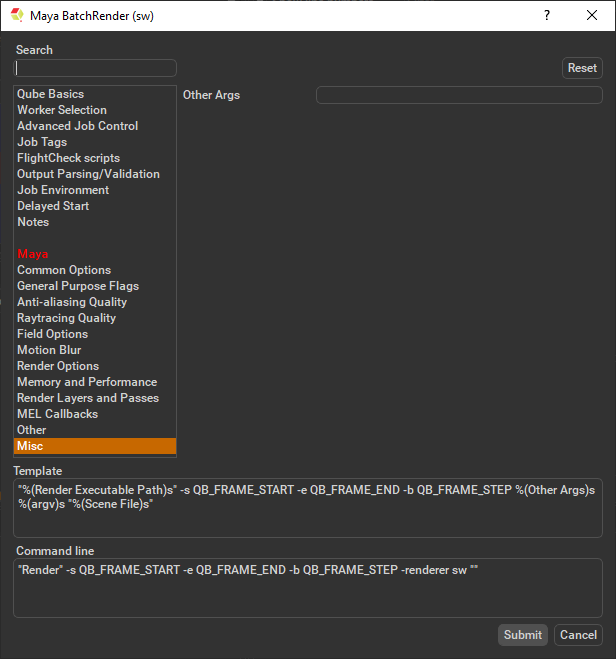 Maya BatchRender (sw)
?
Search
Reset
Qube Basics
Other Args
Worker Selection
Advanced Job Control
Job Tags
FlightCheck scripts
Output Parsing/Validation
Job Environment
Delayed Start
Notes
Maya
Common Options
General Purpose Flags
Anti-aliasing Quality
Raytracing Quality
Field Options
Motion Blur
Render Options
Memory and Performance
Render Layers and Passes
MEL Callbacks
Other
Misc
Template
"%(Render Executable Path)s" -s QB_FRAME_START -e QB_FRAME_END -b QB_FRAME_STEP %(Other Args)s
%(argv)s "%(Scene File)s"
Command line
"Render" -s QB_FRAME_START -e QB_FRAME_END -b QB_FRAME_STEP -renderer sw ""
Submit
Cancel